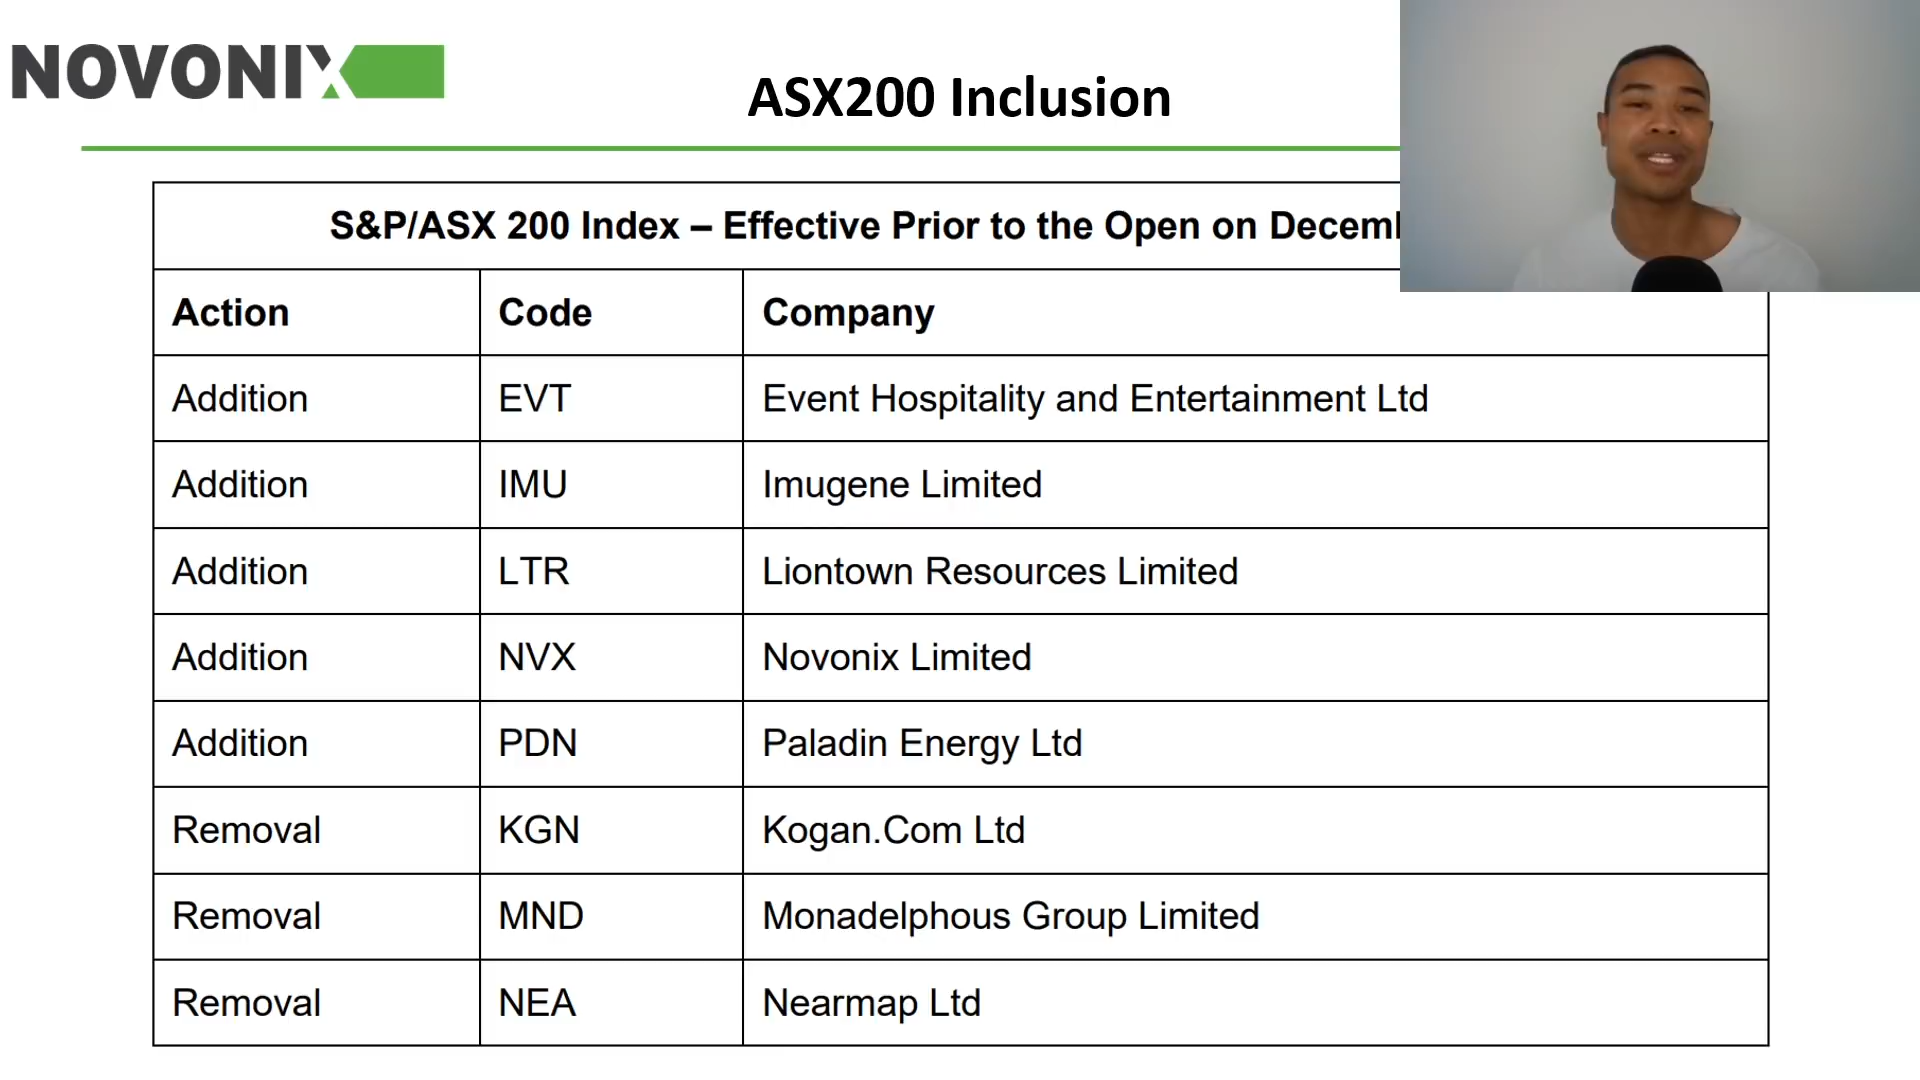 NOVONIX
ASX200 Inclusion
S&P/ASX 200 Index – Effective Prior to the Open on
Action Code Company
Addition EVT Event Hospitality and Entertainment Ltd
Addition IMU Imugene Limited
Addition LTR Liontown Resources Limited
Addition NVX Novonix Limited
Addition PDN Paladin Energy Ltd
Removal KGN Kogan.Com Ltd
Removal MND Monadelphous Group Limited
Removal NEA Nearmap Ltd